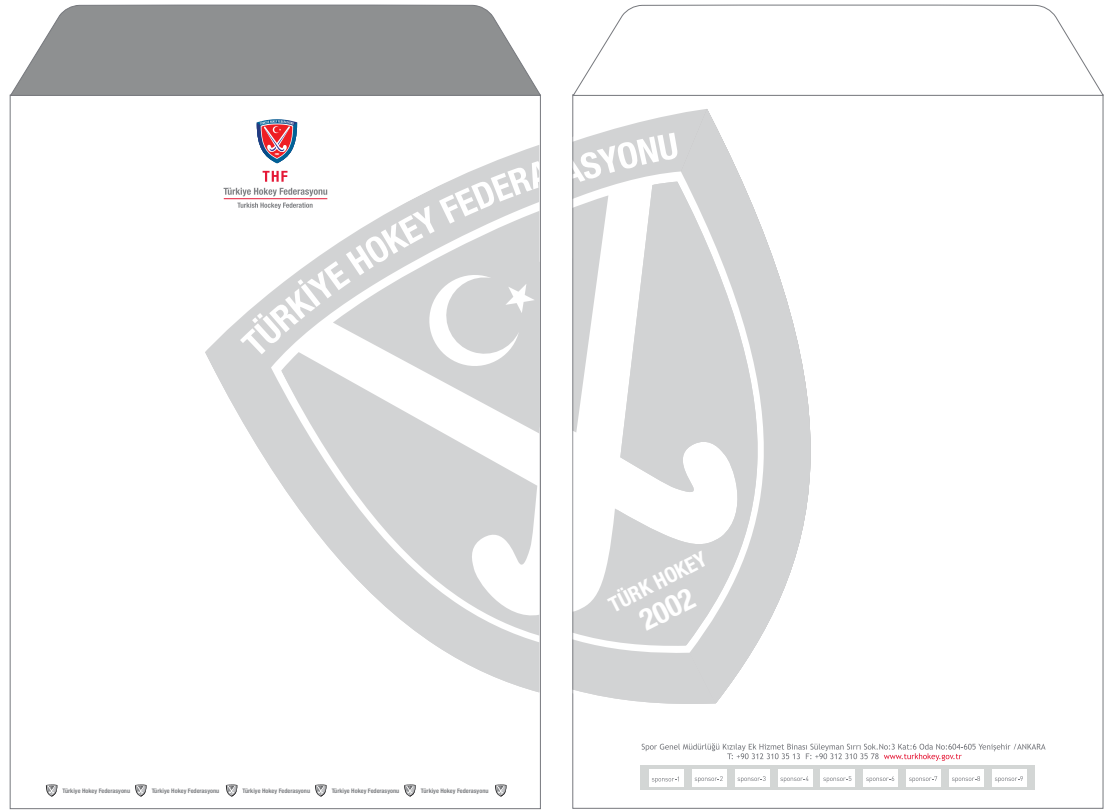 THF
Türkiye Hokey Federasyonu
Turkish Hockey Federation
TÜRKİYE HOKEY FEDERASYONU
TÜRK HOKEY
2002
Türkiye Hokey Federasyonu Türkiye Hokey Federasyonu Türkiye Hokey Federasyonu Türkiye Hokey Federasyonu Türkiye Hokey Federasyonu
Spor Genel Müdürlüğü Kızılay Ek Hizmet Binası Süleyman Sırrı Sok.No:3 Kat:6 Oda No:604-605 Yenişehir /ANKARA
T: +90 312 310 35 13 F: +90 312 310 35 78 www.turkhokey.gov.tr
sponsor-1 sponsor-2 sponsor-3 sponsor-4 sponsor-5 sponsor-6 sponsor-7 sponsor-8 sponsor-9